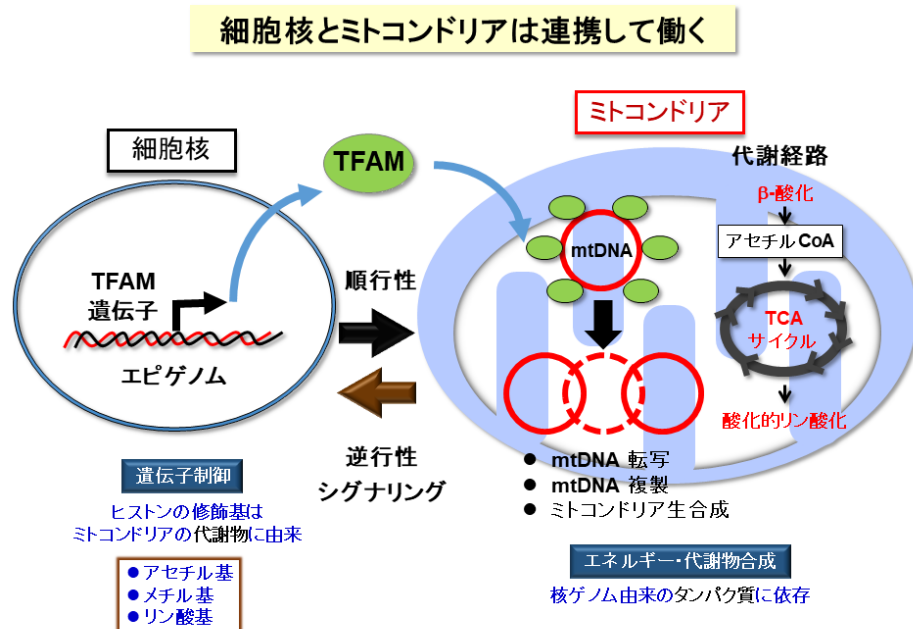 細胞核とミトコンドリアは連携して働く
細胞核
TFAM
ミトコンドリア
代謝経路
β-酸化
アセチルCoA
TCA
サイクル
酸化的リン酸化
mtDNA
TFAM
遺伝子
エピゲノム
順行性
逆行性
シグナリング
● mtDNA 転写
● mtDNA 複製
● ミトコンドリア生合成
遺伝子制御
ヒストンの修飾基は
ミトコンドリアの代謝物に由来
●アセチル基
●メチル基
●リン酸基
エネルギー・代謝物合成
核ゲノム由来のタンパク質に依存